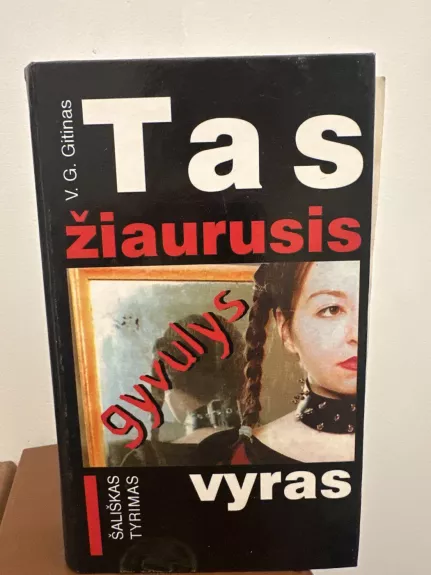 V. G. Gitinas
Tas
žiaurusis
gyvulys
vyras
ŠALIŠKAS
TYRIMAS